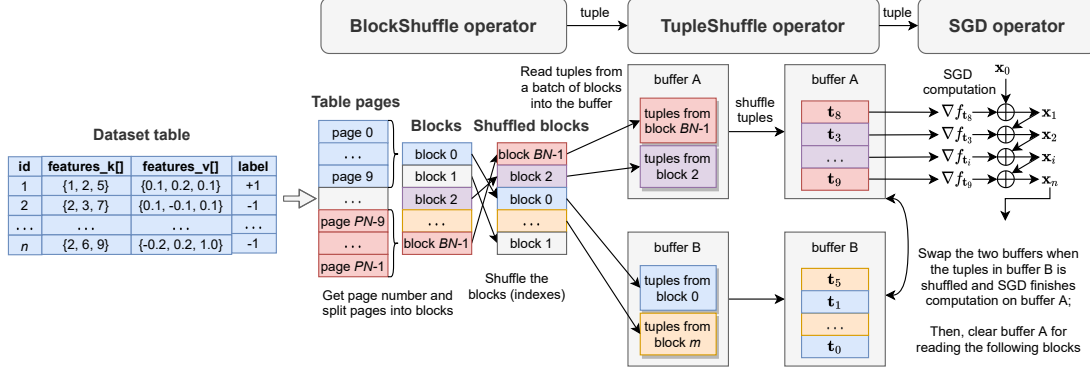 BlockShuffle operator
tuple
TupleShuffle operator
tuple
SGD operator
Dataset table
id features_k[] features_v[] label
1 {1, 2, 5} {0.1, 0.2, 0.1} +1
2 {2, 3, 7} {0.1, -0.1, 0.1} -1
... ... ... ...
n {2, 6, 9} {-0.2, 0.2, 1.0} -1
Table pages
page 0
...
page 9
...
page PN-9
...
page PN-1
Get page number and
split pages into blocks
Blocks
block 0
block 1
block 2
...
block BN-1
Shuffled blocks
block BN-1
block 2
block 0
...
block 1
Shuffle the
blocks (indexes)
Read tuples from
a batch of blocks
into the buffer
buffer A
tuples from
block BN-1
tuples from
block 2
buffer B
tuples from
block 0
tuples from
block m
shuffle
tuples
buffer A
t₈
t₃
...
t₉
buffer B
t₅
t₁
...
t₀
SGD
computation
x₀
∇f_t₈ x₁
∇f_t₃ x₂
∇f_tᵢ xᵢ
∇f_t₉ xₙ
Swap the two buffers when
the tuples in buffer B is
shuffled and SGD finishes
computation on buffer A;
Then, clear buffer A for
reading the following blocks